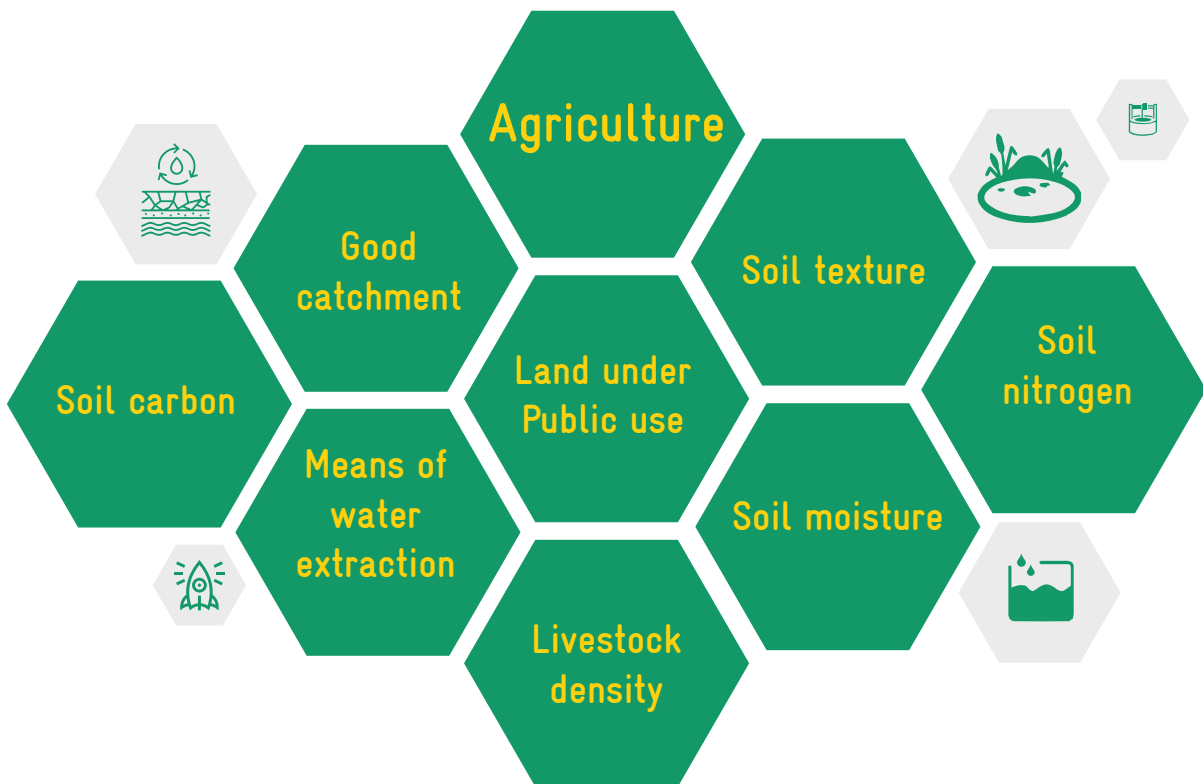 Agriculture
Good
catchment
Soil texture
Soil carbon
Land under
Public use
Soil
nitrogen
Means of
water
extraction
Soil moisture
Livestock
density